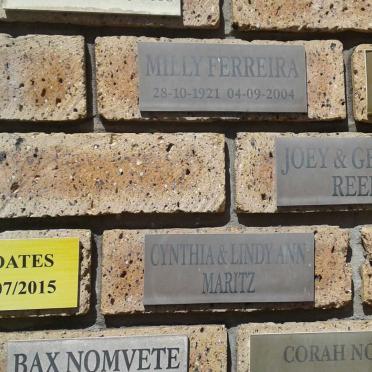 MILLY FERREIRA
28-10-1921 04-09-2004
JOEY & GE
REE
CYNTHIA & LINDY ANN
MARITZ
OATES
07/2015
BAX NOMVETE
CORAH NO